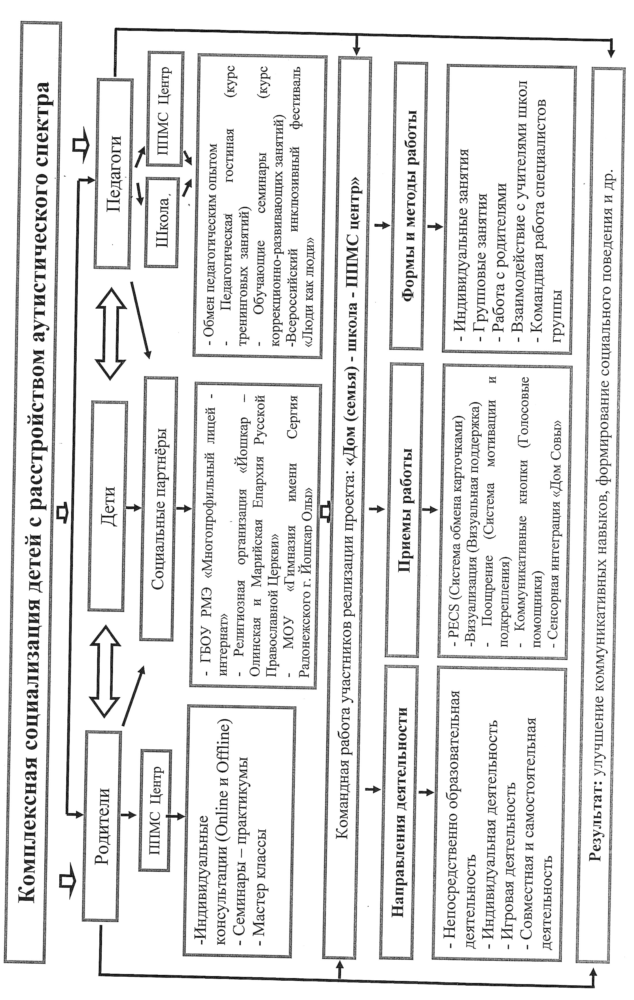 Комплексная социализация детей с расстройством аутистического спектра
Родители
Дети
Педагоги
ППМС Центр
Социальные партнёры
Школа
ППМС Центр
-Индивидуальные
консультации (Online и Offline)
- Семинары – практикумы
- Мастер классы
- ГБОУ РМЭ «Многопрофильный лицей -
интернат»
- Религиозная организация «Йошкар –
Олинская и Марийская Епархия Русской
Православной Церкви»
- МОУ «Гимназия имени Сергия
Радонежского г. Йошкар Олы»
- Обмен педагогическим опытом
- Педагогическая гостиная (курс
тренинговых занятий)
- Обучающие семинары (курс
коррекционно-развивающих занятий)
-Всероссийский инклюзивный фестиваль
«Люди как люди»
Командная работа участников реализации проекта: «Дом (семья) - школа - ППМС центр»
Направления деятельности
Приемы работы
Формы и методы работы
- Непосредственно образовательная
деятельность
- Индивидуальная деятельность
- Игровая деятельность
- Совместная и самостоятельная
деятельность
- PECS (Система обмена карточками)
-Визуализация (Визуальная поддержка)
- Поощрение (Система мотивации и
подкрепления)
- Коммуникативные кнопки (Голосовые
помощники)
- Сенсорная интеграция «Дом Совы»
- Индивидуальные занятия
- Групповые занятия
- Работа с родителями
- Взаимодействие с учителями школ
- Командная работа специалистов
группы
Результат: улучшение коммуникативных навыков, формирование социального поведения и др.